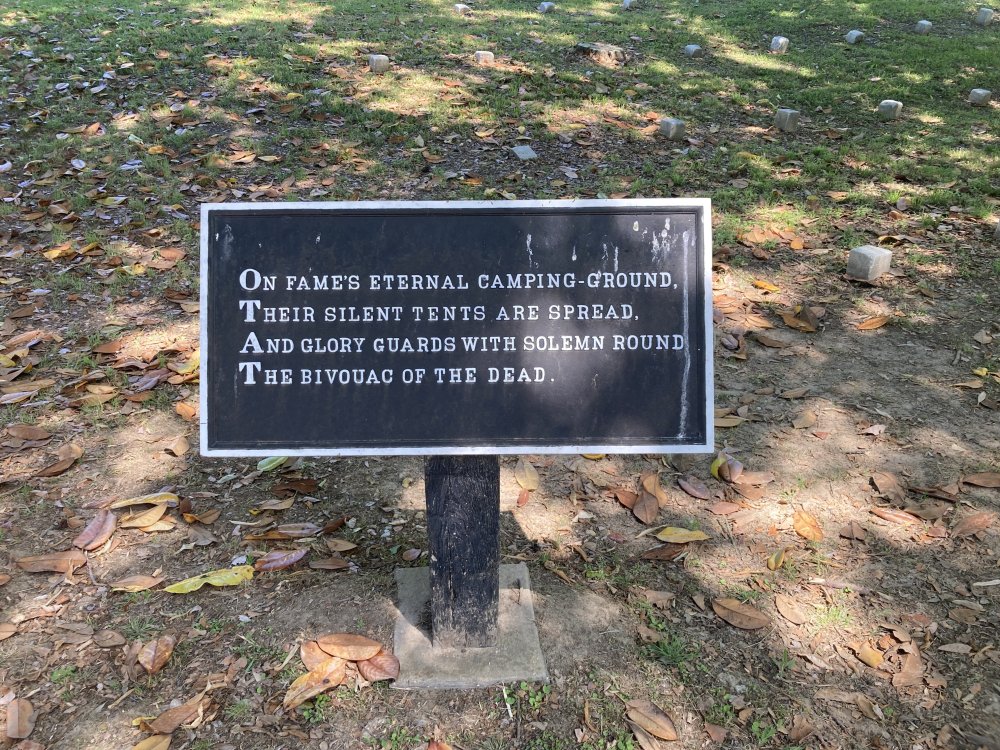 ON FAME'S ETERNAL CAMPING-GROUND,
THEIR SILENT TENTS ARE SPREAD,
AND GLORY GUARDS WITH SOLEMN ROUND
THE BIVOUAC OF THE DEAD.